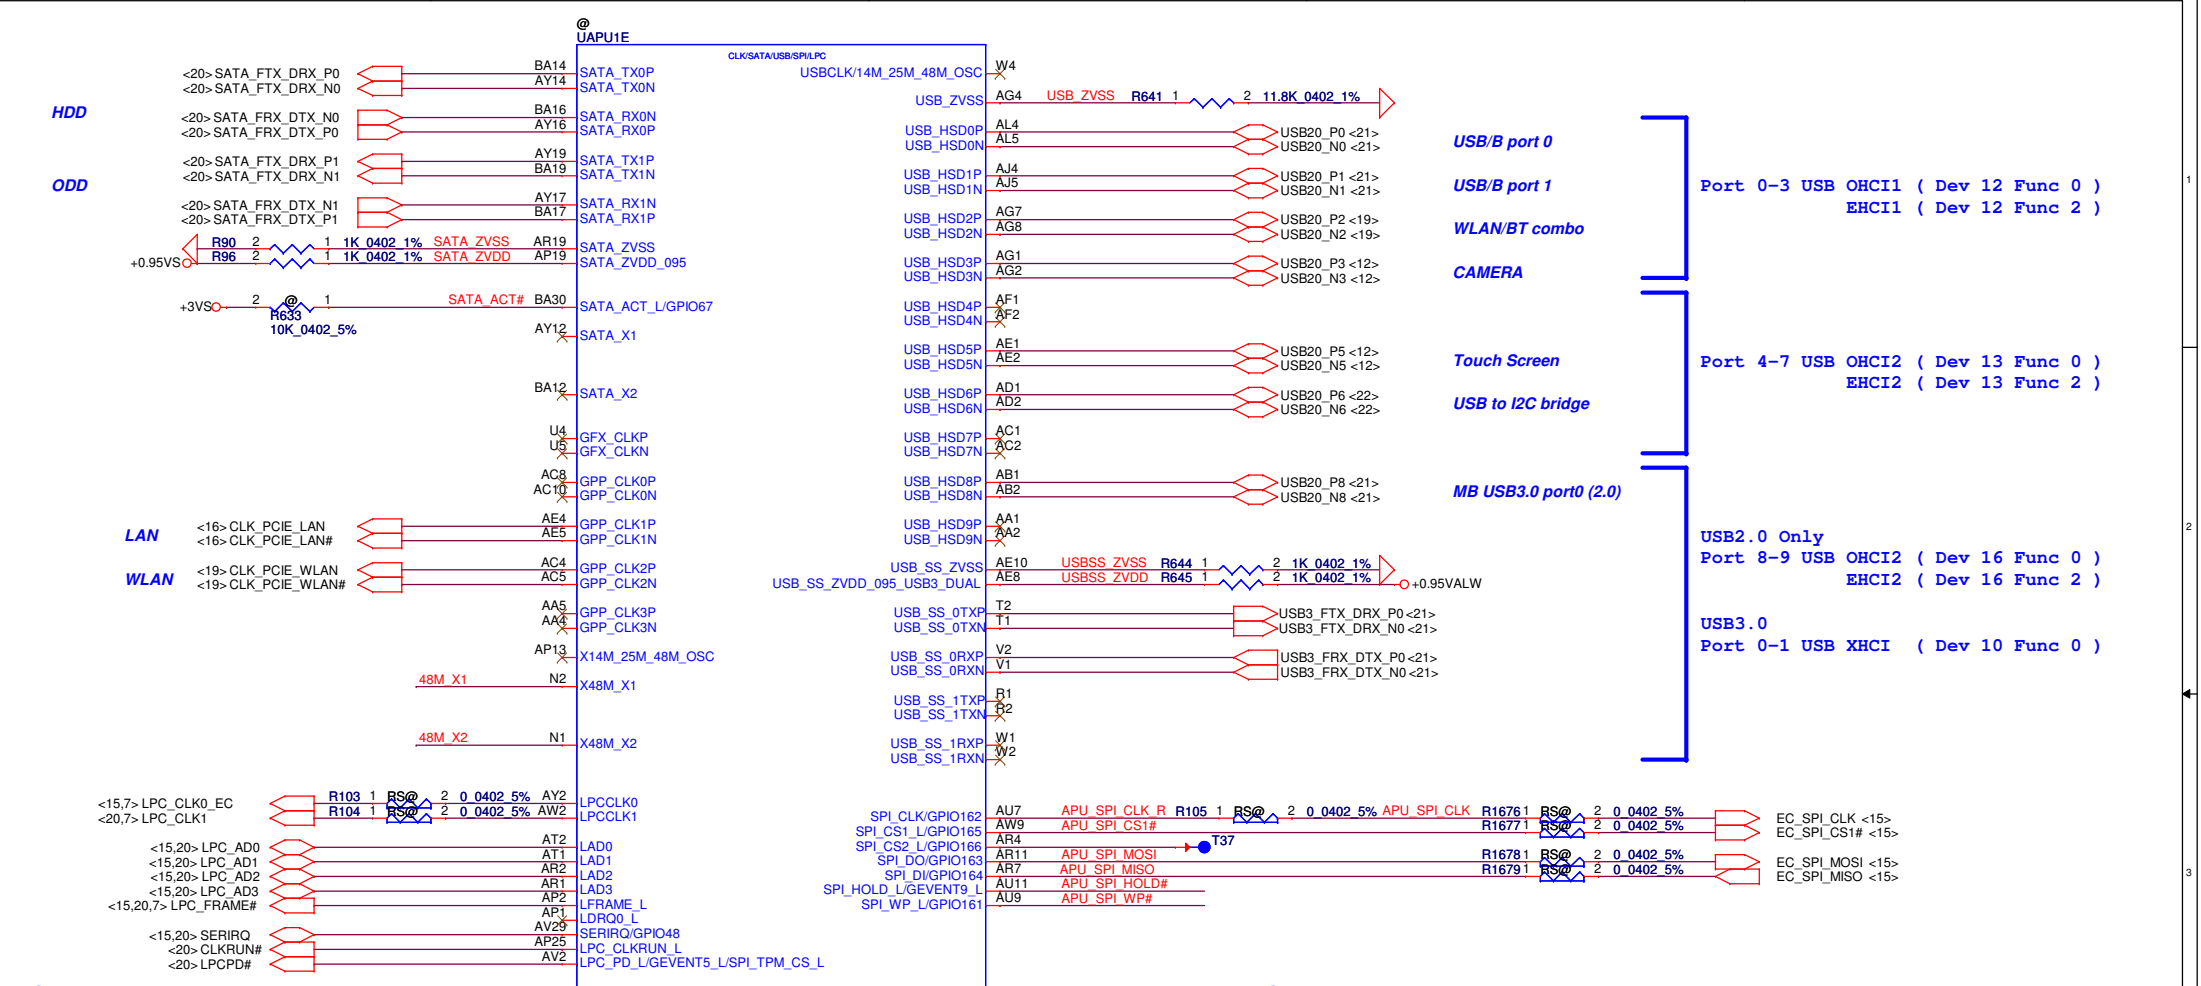 @
UAPU1E
CLK/SATA/USB/SPI/LPC
<20> SATA_FTX_DRX_P0 BA14 SATA_TX0P
<20> SATA_FTX_DRX_N0 AY14 SATA_TX0N
HDD
<20> SATA_FRX_DTX_N0 BA16 SATA_RX0N
<20> SATA_FRX_DTX_P0 AY16 SATA_RX0P
<20> SATA_FTX_DRX_P1 AY19 SATA_TX1P
<20> SATA_FTX_DRX_N1 BA19 SATA_TX1N
ODD
<20> SATA_FRX_DTX_N1 AY17 SATA_RX1N
<20> SATA_FRX_DTX_P1 BA17 SATA_RX1P
R90 2 1 1K_0402_1% SATA_ZVSS AR19 SATA_ZVSS
+0.95VS R96 2 1 1K_0402_1% SATA_ZVDD AP19 SATA_ZVDD_095
+3VS 2 @ 1 SATA_ACT# BA30 SATA_ACT_L/GPIO67
R633
10K_0402_5%
AY12 SATA_X1
BA12 SATA_X2
U4 GFX_CLKP
U5 GFX_CLKN
AC8 GPP_CLK0P
AC10 GPP_CLK0N
LAN
<16> CLK_PCIE_LAN AE4 GPP_CLK1P
<16> CLK_PCIE_LAN# AE5 GPP_CLK1N
WLAN
<19> CLK_PCIE_WLAN AC4 GPP_CLK2P
<19> CLK_PCIE_WLAN# AC5 GPP_CLK2N
AA5 GPP_CLK3P
AA4 GPP_CLK3N
AP13 X14M_25M_48M_OSC
48M_X1 N2 X48M_X1
48M_X2 N1 X48M_X2
<15,7> LPC_CLK0_EC R103 1 RS@ 2 0_0402_5% AY2 LPCCLK0
<20,7> LPC_CLK1 R104 1 RS@ 2 0_0402_5% AW2 LPCCLK1
<15,20> LPC_AD0 AT2 LAD0
<15,20> LPC_AD1 AT1 LAD1
<15,20> LPC_AD2 AR2 LAD2
<15,20> LPC_AD3 AR1 LAD3
<15,20,7> LPC_FRAME# AP2 LFRAME_L
AP1 LDRQ0_L
<15,20> SERIRQ AV29 SERIRQ/GPIO48
<20> CLKRUN# AP25 LPC_CLKRUN_L
<20> LPCPD# AV2 LPC_PD_L/GEVENT5_L/SPI_TPM_CS_L
USBCLK/14M_25M_48M_OSC W4
USB_ZVSS AG4 USB_ZVSS R641 1 2 11.8K_0402_1%
USB_HSD0P AL4 USB20_P0 <21>
USB_HSD0N AL5 USB20_N0 <21>
USB/B port 0
USB_HSD1P AJ4 USB20_P1 <21>
USB_HSD1N AJ5 USB20_N1 <21>
USB/B port 1
USB_HSD2P AG7 USB20_P2 <19>
USB_HSD2N AG8 USB20_N2 <19>
WLAN/BT combo
USB_HSD3P AG1 USB20_P3 <12>
USB_HSD3N AG2 USB20_N3 <12>
CAMERA
Port 0-3 USB OHCI1 ( Dev 12 Func 0 )
EHCI1 ( Dev 12 Func 2 )
USB_HSD4P AF1
USB_HSD4N AF2
USB_HSD5P AE1 USB20_P5 <12>
USB_HSD5N AE2 USB20_N5 <12>
Touch Screen
USB_HSD6P AD1 USB20_P6 <22>
USB_HSD6N AD2 USB20_N6 <22>
USB to I2C bridge
USB_HSD7P AC1
USB_HSD7N AC2
Port 4-7 USB OHCI2 ( Dev 13 Func 0 )
EHCI2 ( Dev 13 Func 2 )
USB_HSD8P AB1 USB20_P8 <21>
USB_HSD8N AB2 USB20_N8 <21>
MB USB3.0 port0 (2.0)
USB_HSD9P AA1
USB_HSD9N AA2
USB_SS_ZVSS AE10 USBSS_ZVSS R644 1 2 1K_0402_1%
USB_SS_ZVDD_095_USB3_DUAL AE8 USBSS_ZVDD R645 1 2 1K_0402_1% +0.95VALW
USB_SS_0TXP T2 USB3_FTX_DRX_P0 <21>
USB_SS_0TXN T1 USB3_FTX_DRX_N0 <21>
USB_SS_0RXP V2 USB3_FRX_DTX_P0 <21>
USB_SS_0RXN V1 USB3_FRX_DTX_N0 <21>
USB_SS_1TXP R1
USB_SS_1TXN R2
USB_SS_1RXP W1
USB_SS_1RXN W2
USB2.0 Only
Port 8-9 USB OHCI2 ( Dev 16 Func 0 )
EHCI2 ( Dev 16 Func 2 )
USB3.0
Port 0-1 USB XHCI ( Dev 10 Func 0 )
SPI_CLK/GPIO162 AU7 APU_SPI_CLK_R R105 1 RS@ 2 0_0402_5% APU_SPI_CLK R1676 1 RS@ 2 0_0402_5% EC_SPI_CLK <15>
SPI_CS1_L/GPIO165 AW9 APU_SPI_CS1# R1677 1 RS@ 2 0_0402_5% EC_SPI_CS1# <15>
SPI_CS2_L/GPIO166 AR4 T37
SPI_DO/GPIO163 AR11 APU_SPI_MOSI R1678 1 RS@ 2 0_0402_5% EC_SPI_MOSI <15>
SPI_DI/GPIO164 AR7 APU_SPI_MISO R1679 1 RS@ 2 0_0402_5% EC_SPI_MISO <15>
SPI_HOLD_L/GEVENT9_L AU11 APU_SPI_HOLD#
SPI_WP_L/GPIO161 AU9 APU_SPI_WP#
1
2
3